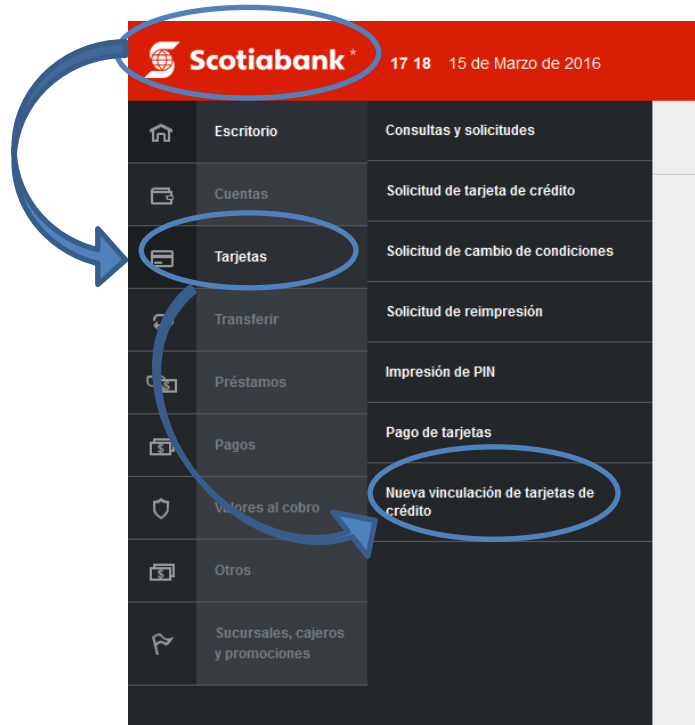 Scotiabank*
17 18 15 de Marzo de 2016
Escritorio
Cuentas
Tarjetas
Transferir
Préstamos
Pagos
Valores al cobro
Otros
Sucursales, cajeros
y promociones
Consultas y solicitudes
Solicitud de tarjeta de crédito
Solicitud de cambio de condiciones
Solicitud de reimpresión
Impresión de PIN
Pago de tarjetas
Nueva vinculación de tarjetas de
crédito